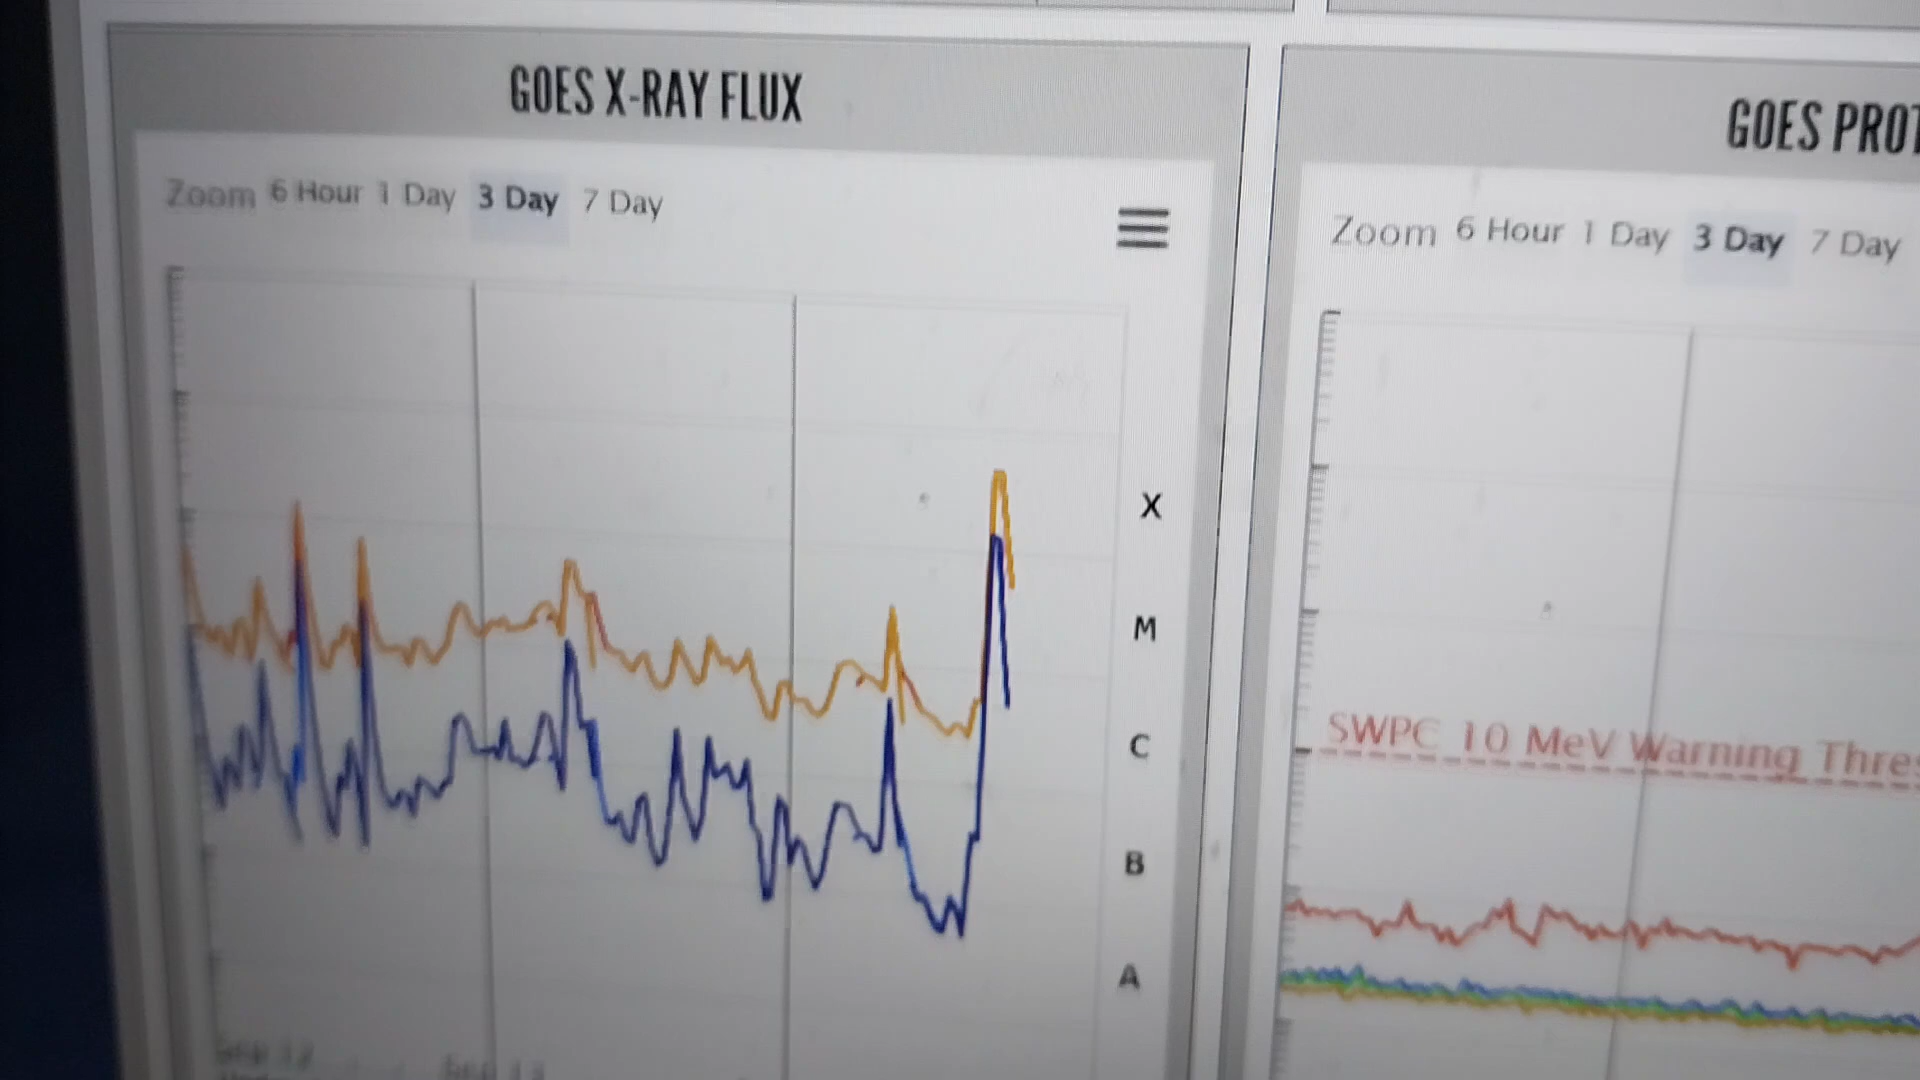 GOES X-RAY FLUX
Zoom 6 Hour 1 Day 3 Day 7 Day
X
M
C
B
A
GOES PROT
Zoom 6 Hour 1 Day 3 Day 7 Day
SWPC 10 MeV Warning Thres